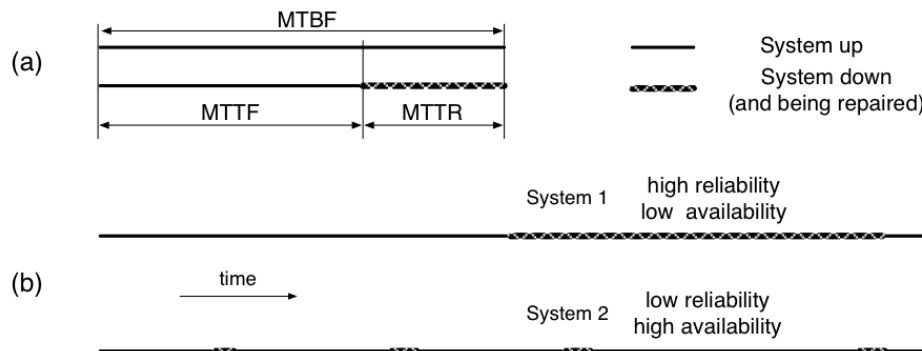 MTBF
(a)
System up
System down
(and being repaired)
MTTF
MTTR
System 1
high reliability
low availability
(b)
time
System 2
low reliability
high availability